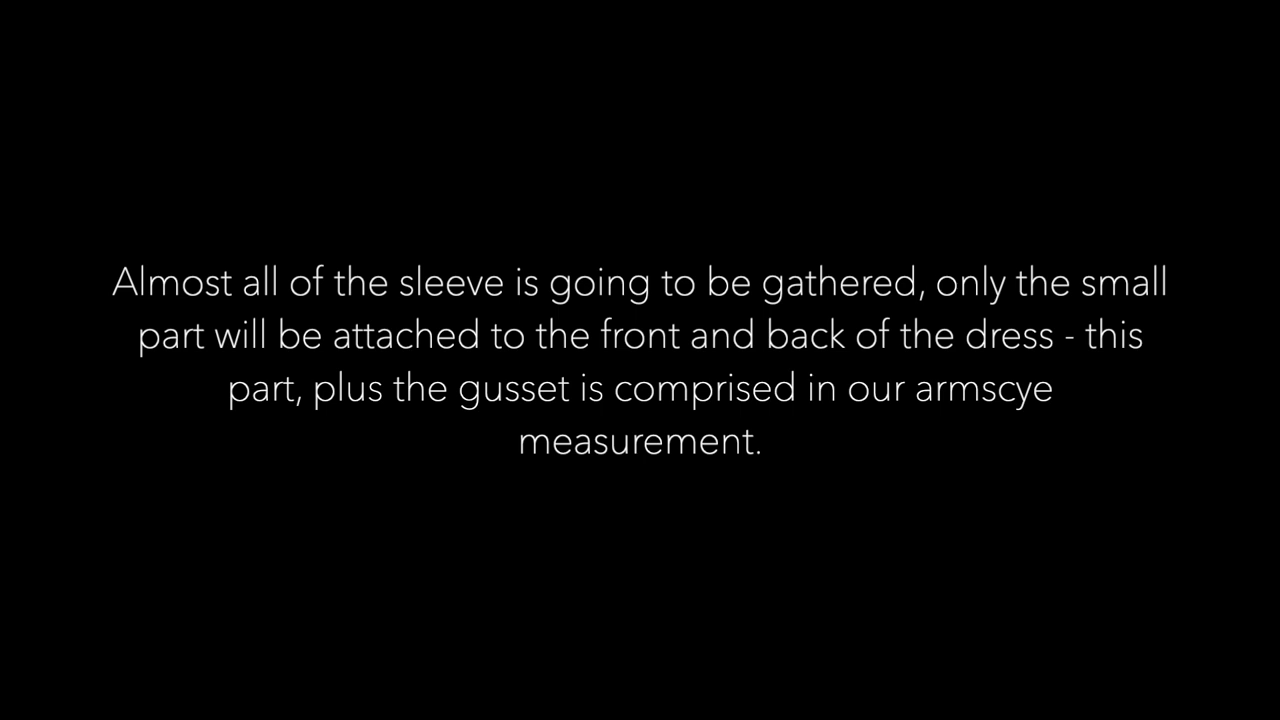 Almost all of the sleeve is going to be gathered, only the small
part will be attached to the front and back of the dress - this
part, plus the gusset is comprised in our armscye
measurement.